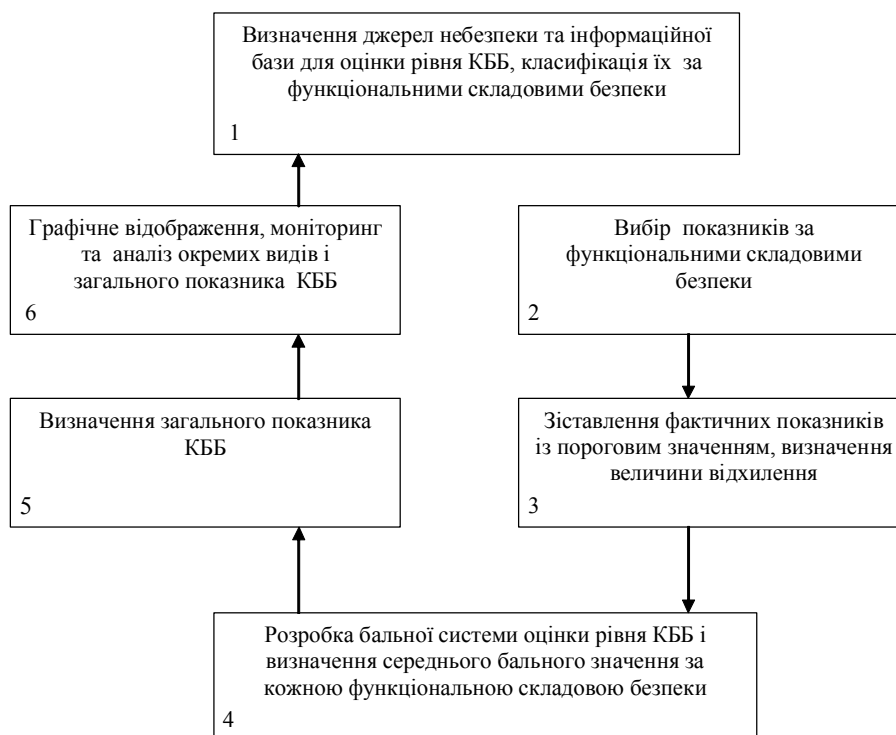 Визначення джерел небезпеки та інформаційної
бази для оцінки рівня КББ, класифікація їх за
функціональними складовими безпеки
1
Графічне відображення, моніторинг
та аналіз окремих видів і
загального показника КББ
6
Вибір показників за
функціональними складовими
безпеки
2
Визначення загального показника
КББ
5
Зіставлення фактичних показників
із пороговим значенням, визначення
величини відхилення
3
Розробка бальної системи оцінки рівня КББ і
визначення середнього бального значення за
кожною функціональною складовою безпеки
4